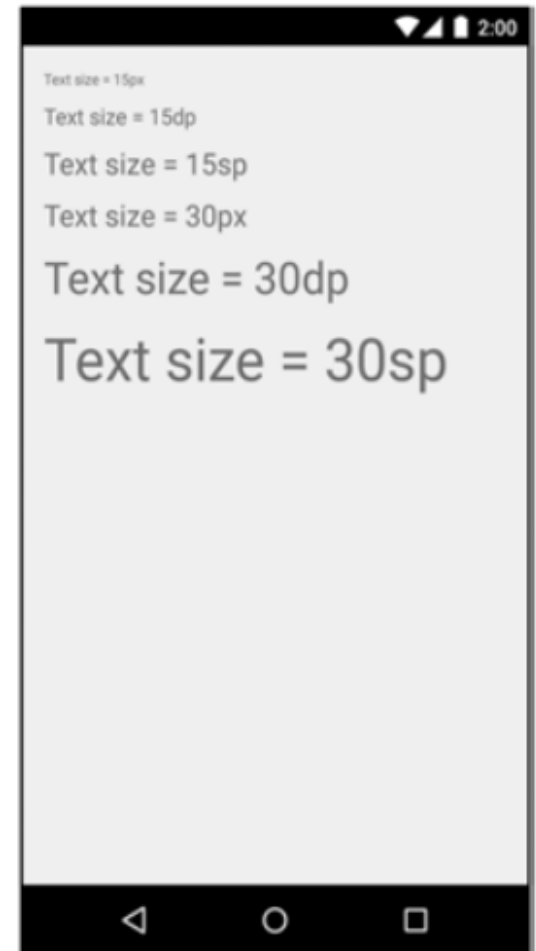 2:00
Text size = 15px
Text size = 15dp
Text size = 15sp
Text size = 30px
Text size = 30dp
Text size = 30sp